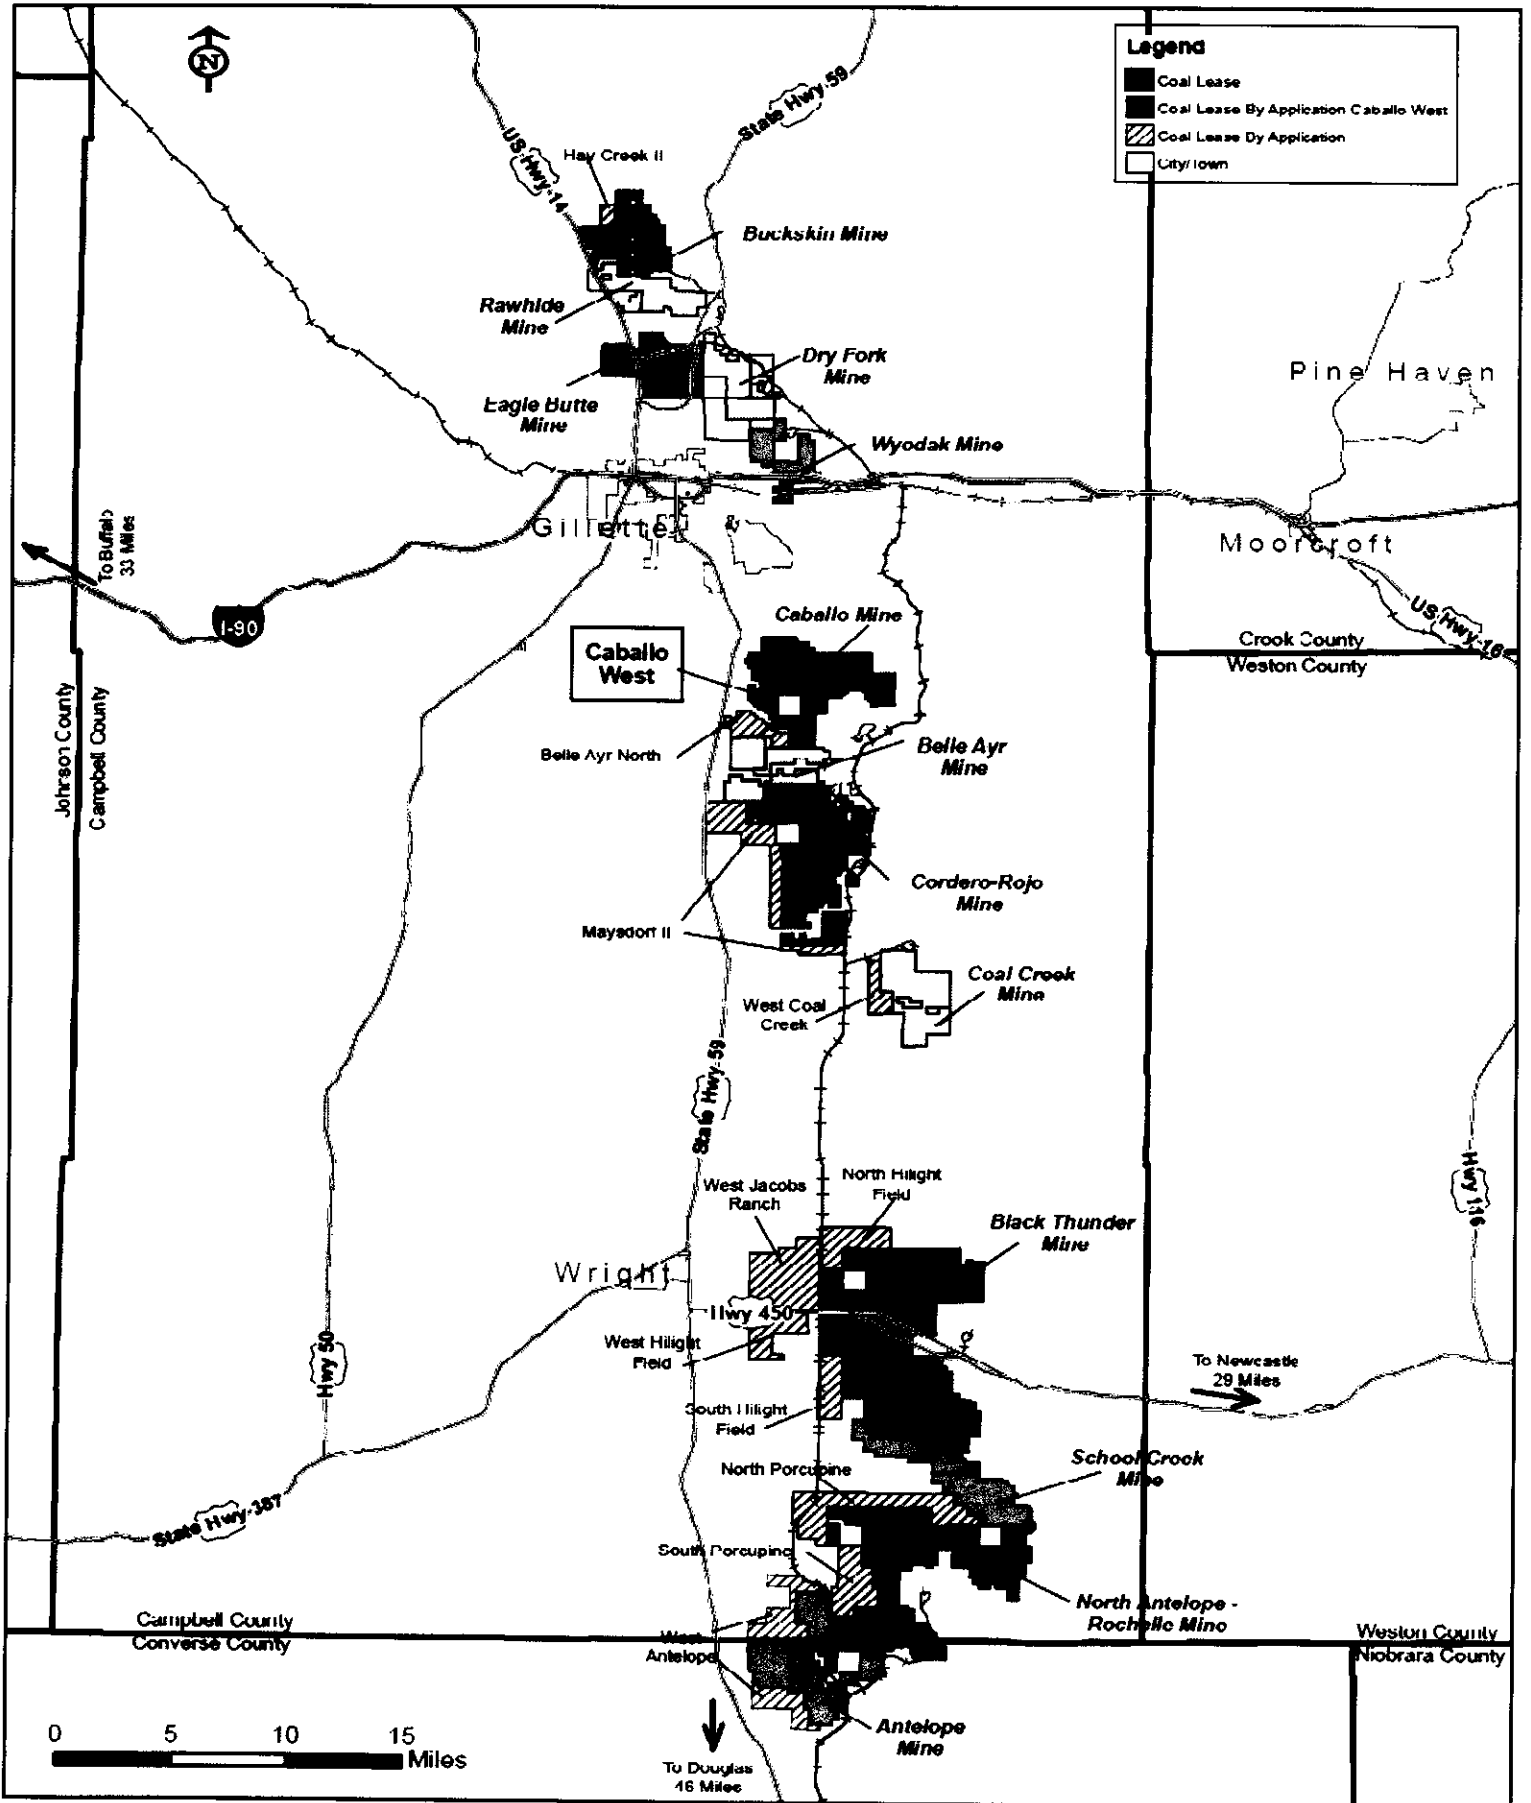 N
Legend
Coal Lease
Coal Lease By Application Caballo West
Coal Lease By Application
City/Town
State Hwy-59
US Hwy-14
Hay Creek II
Buckskin Mine
Rawhide
Mine
Dry Fork
Mine
Pine Haven
Eagle Butte
Mine
Wyodak Mine
Gillette
Moorcroft
To Buffalo
33 Miles
I-90
US Hwy-16
Caballo Mine
Crook County
Weston County
Caballo
West
Johnson County
Campbell County
Belle Ayr North
Belle Ayr
Mine
Cordero-Rojo
Mine
Maysdorf II
Coal Creek
Mine
West Coal
Creek
State Hwy-59
North Hilight
Field
West Jacobs
Ranch
Hwy 116
Black Thunder
Mine
Wright
Hwy 450
West Hilight
Field
Hwy 50
To Newcastle
29 Miles
South Hilight
Field
School Creek
Mine
North Porcupine
State Hwy-387
South Porcupine
North Antelope -
Rochelle Mine
Campbell County
Converse County
West
Antelope
Weston County
Niobrara County
Antelope
Mine
0 5 10 15
Miles
To Douglas
46 Miles